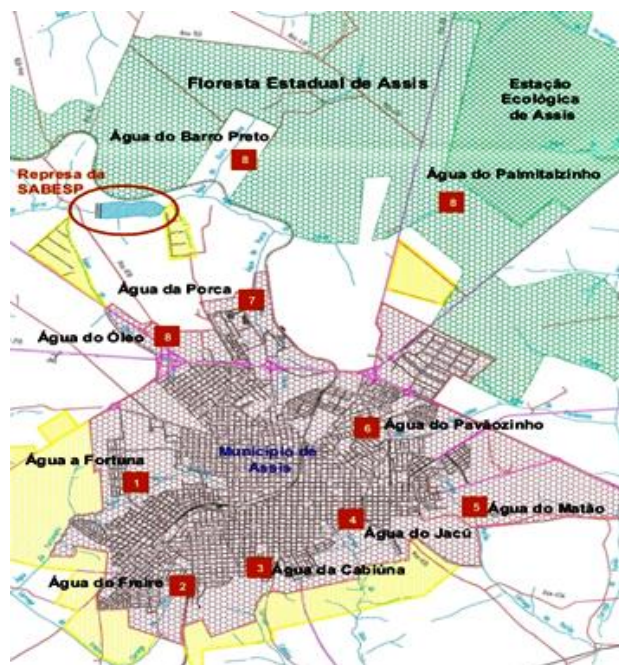 Floresta Estadual de Assis
Estação
Ecológica
de Assis
Água do Barro Preto
8
Represa da
SABESP
Água do Palmitalzinho
8
Água da Porca
7
Água do Óleo
8
6
Água do Pavãozinho
Município de
Assis
Água a Fortuna
1
5
Água do Matão
4
Água do Jacú
3
Água da Cabiúna
Água do Freire
2